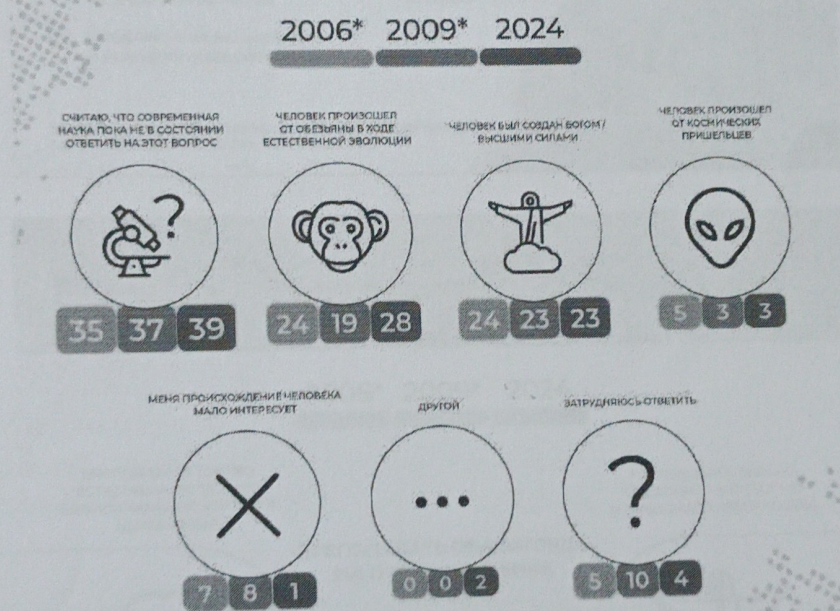 2006* 2009* 2024
СЧИТАЮ, ЧТО СОВРЕМЕННАЯ
НАУКА ПОКА НЕ В СОСТОЯНИИ
ОТВЕТИТЬ НА ЭТОТ ВОПРОС
35 37 39
ЧЕЛОВЕК ПРОИЗОШЕЛ
ОТ ОБЕЗЬЯНЫ В ХОДЕ
ЕСТЕСТВЕННОЙ ЭВОЛЮЦИИ
24 19 28
ЧЕЛОВЕК БЫЛ СОЗДАН БОГОМ /
ВЫСШИМИ СИЛАМИ
24 23 23
ЧЕЛОВЕК ПРОИЗОШЕЛ
ОТ КОСМИЧЕСКИХ
ПРИШЕЛЬЦЕВ
5 3 3
МЕНЯ ПРОИСХОЖДЕНИЕ ЧЕЛОВЕКА
МАЛО ИНТЕРЕСУЕТ
7 8 1
ДРУГОЙ
0 0 2
ЗАТРУДНЯЮСЬ ОТВЕТИТЬ
?
5 10 4